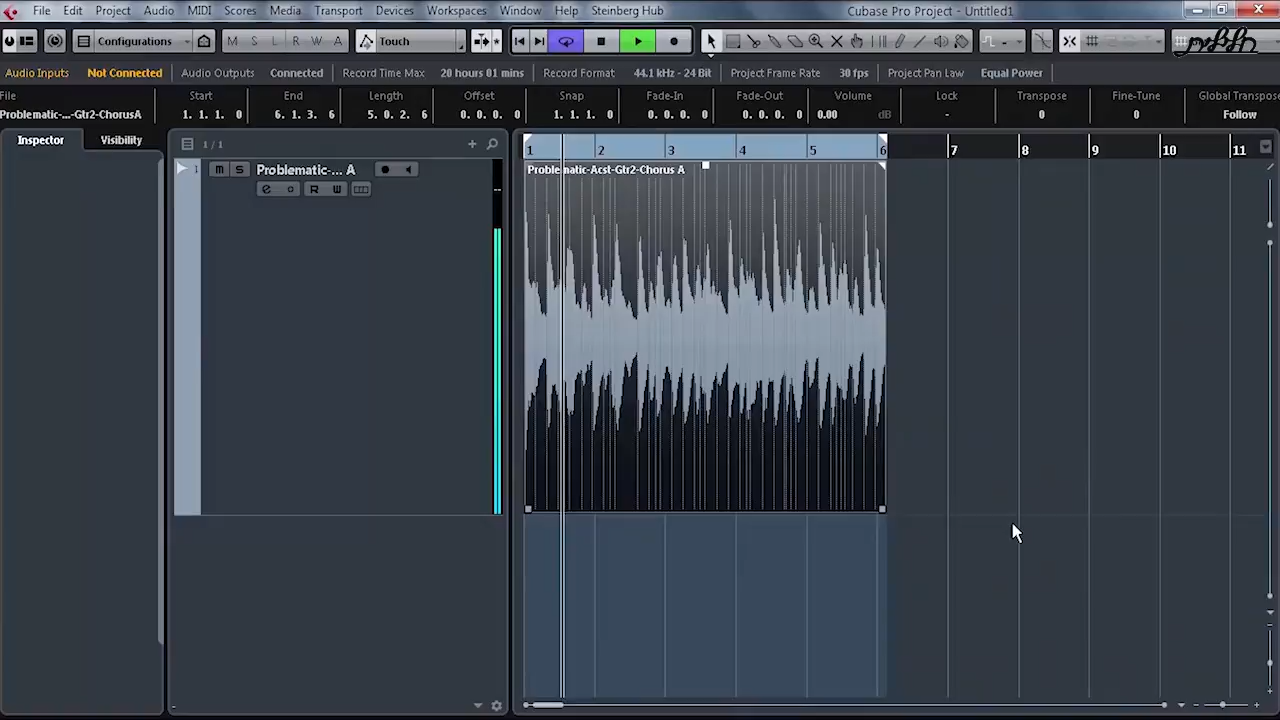 File Edit Project Audio MIDI Scores Media Transport Devices Workspaces Window Help Steinberg Hub Cubase Pro Project - Untitled1
Configurations M S L R W A Touch
Audio Inputs Not Connected Audio Outputs Connected Record Time Max 20 hours 01 mins Record Format 44.1 kHz - 24 Bit Project Frame Rate 30 fps Project Pan Law Equal Power
File Start End Length Offset Snap Fade-In Fade-Out Volume Lock Transpose Fine-Tune Global Transpo
Problematic-...-Gtr2-ChorusA 1. 1. 1. 0 6. 1. 3. 6 5. 0. 2. 6 0. 0. 0. 0 1. 1. 1. 0 0. 0. 0. 0 0. 0. 0. 0 0.00 dB - 0 0 Follow
Inspector Visibility 1 / 1 1 2 3 4 5 6 7 8 9 10 11
1 m S Problematic-... A
e R W
Problematic-Acst-Gtr2-Chorus A